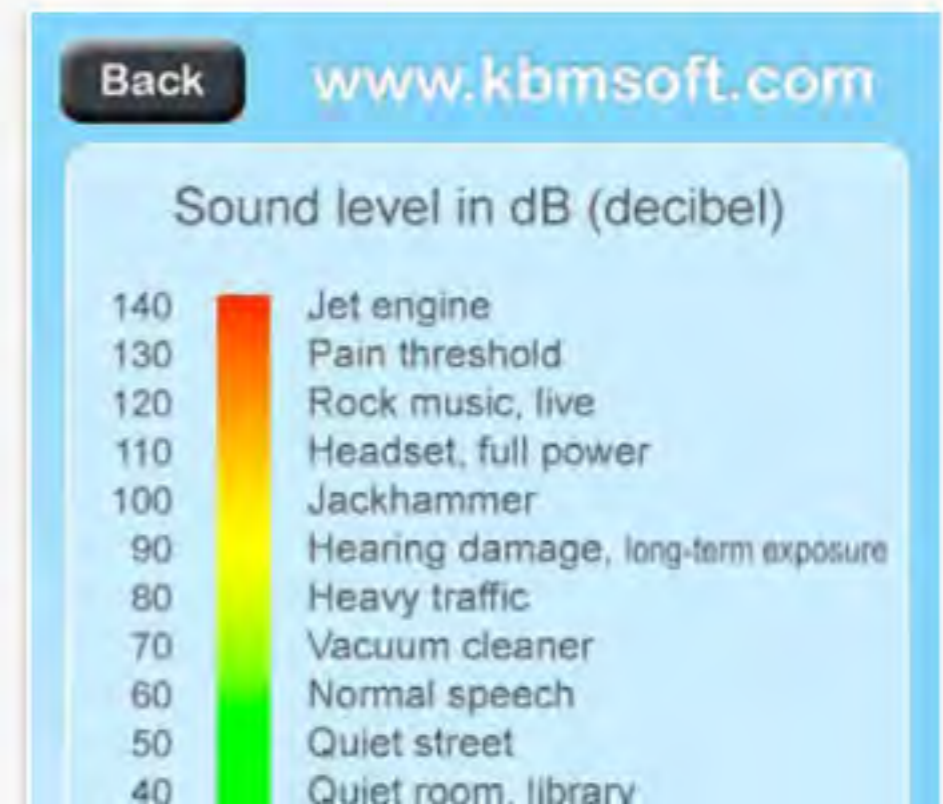 Back www.kbmsoft.com
Sound level in dB (decibel)
140 Jet engine
130 Pain threshold
120 Rock music, live
110 Headset, full power
100 Jackhammer
90 Hearing damage, long-term exposure
80 Heavy traffic
70 Vacuum cleaner
60 Normal speech
50 Quiet street
40 Quiet room, library